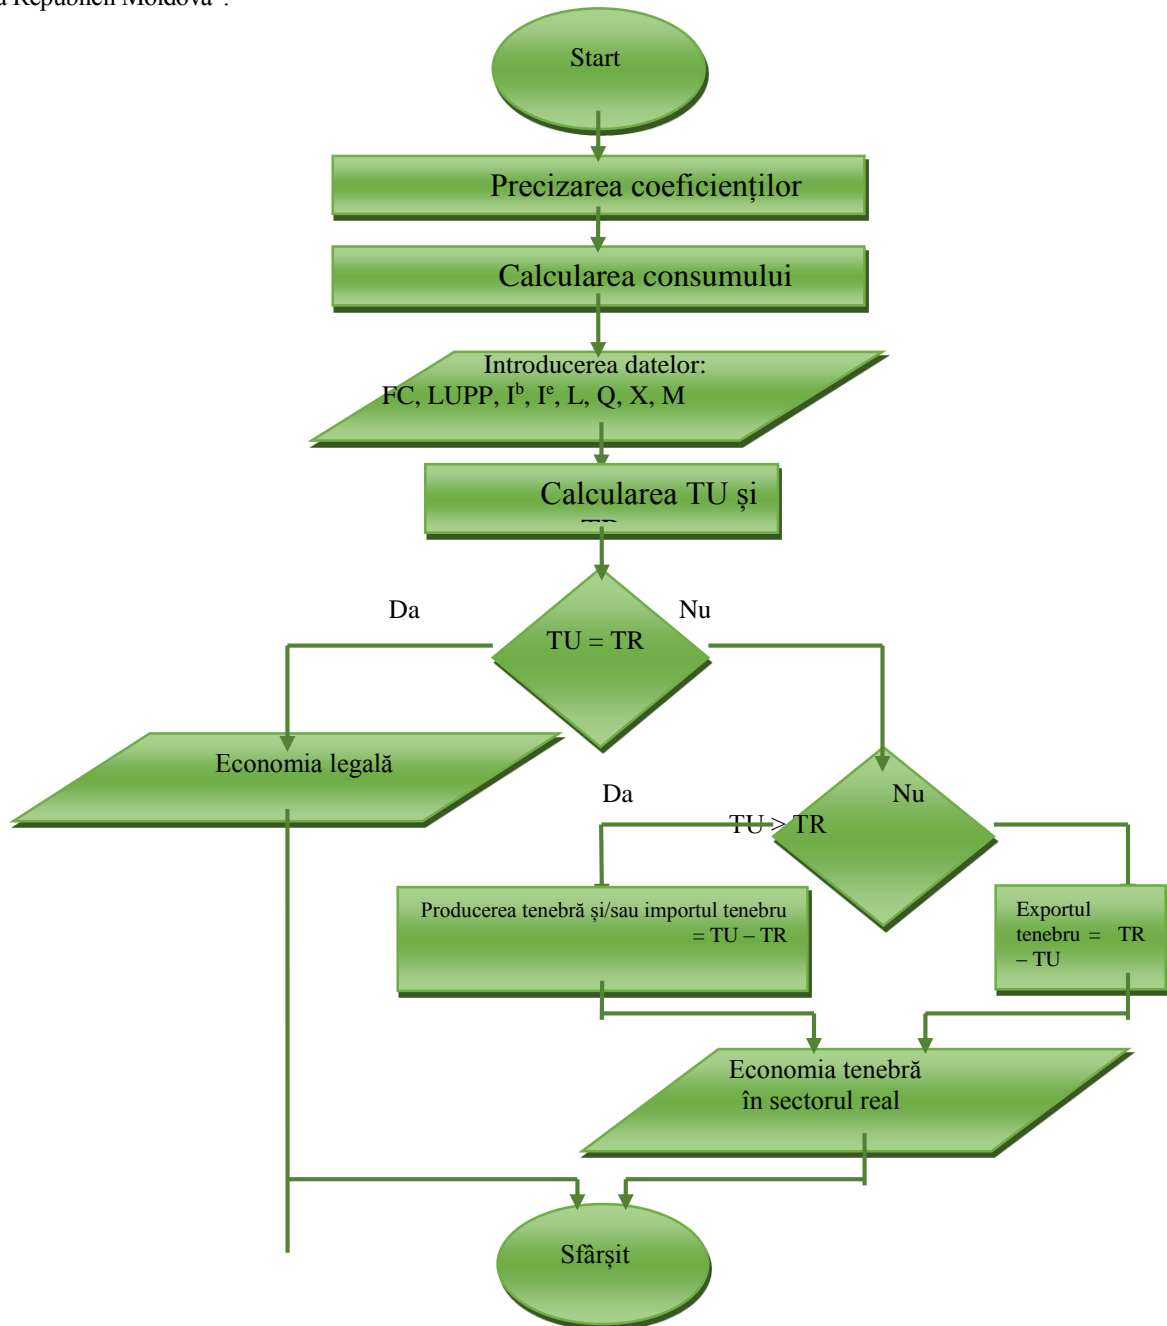 a Republicii Moldova".
Start
Precizarea coeficienților
Calcularea consumului
Introducerea datelor:
FC, LUPP, Iᵇ, Iᵉ, L, Q, X, M
Calcularea TU și
Da
Nu
TU = TR
Economia legală
Da
Nu
TU > TR
Producerea tenebră și/sau importul tenebru
= TU – TR
Exportul
tenebru = TR
– TU
Economia tenebră
în sectorul real
Sfârșit